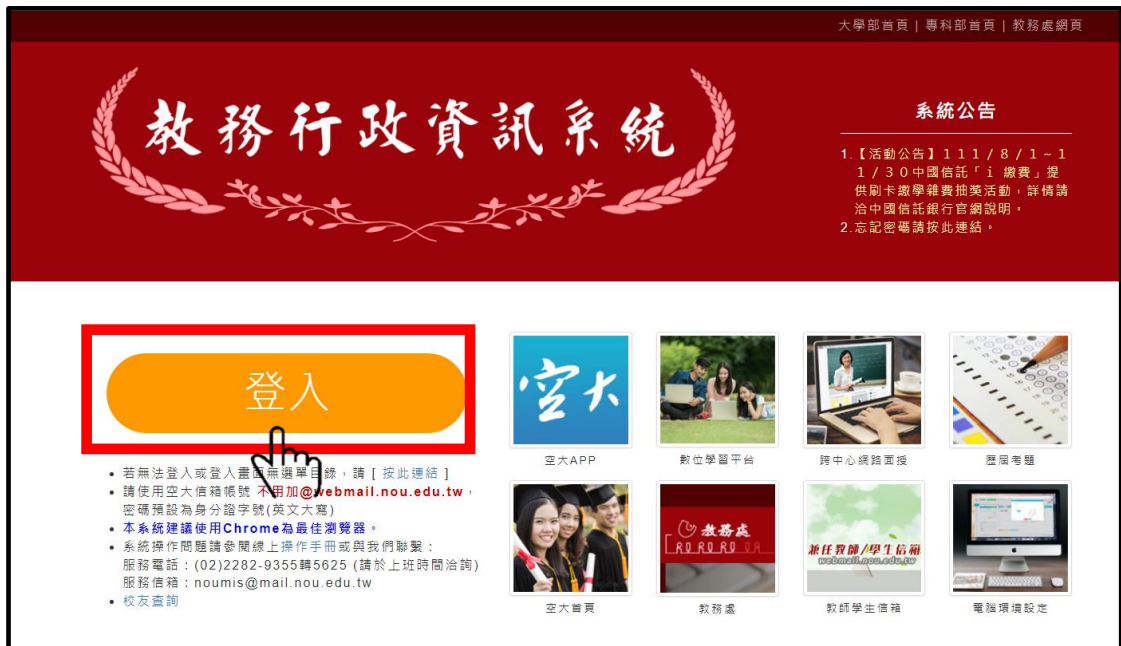 大學部首頁 | 專科部首頁 | 教務處網頁
教務行政資訊系統
系統公告
1.【活動公告】１１１/８/１~１
１/３０中國信託「ｉ 繳費」提
供刷卡繳學雜費抽獎活動，詳情請
洽中國信託銀行官網說明。
2.忘記密碼請按此連結。
登入
• 若無法登入或登入畫面無選單目錄，請 [ 按此連結 ]
• 請使用空大信箱帳號 不用加@webmail.nou.edu.tw，
密碼預設為身分證字號(英文大寫)
• 本系統建議使用Chrome為最佳瀏覽器。
• 系統操作問題請參閱線上操作手冊或與我們聯繫：
服務電話：(02)2282-9355轉5625 (請於上班時間洽詢)
服務信箱：noumis@mail.nou.edu.tw
• 校友查詢
空大
空大APP
數位學習平台
跨中心網路面授
歷屆考題
教務處
兼任教師/學生信箱
webmail.nou.edu.tw
空大首頁
教務處
教師學生信箱
電腦環境設定